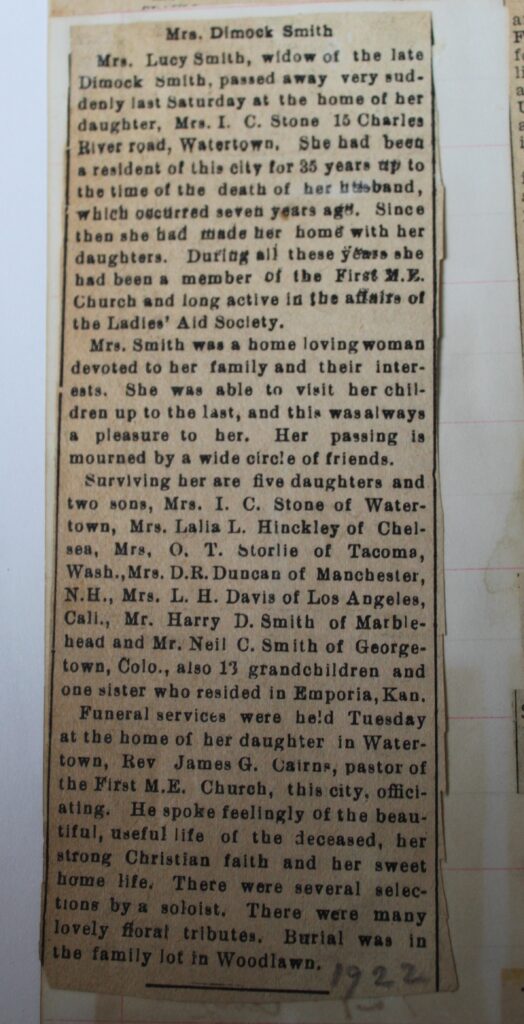 Mrs. Dimock Smith
Mrs. Lucy Smith, widow of the late
Dimock Smith, passed away very sud-
denly last Saturday at the home of her
daughter, Mrs. I. C. Stone 15 Charles
River road, Watertown. She had been
a resident of this city for 35 years up to
the time of the death of her husband,
which occurred seven years ago. Since
then she had made her home with her
daughters. During all these years she
had been a member of the First M.E.
Church and long active in the affairs of
the Ladies' Aid Society.
Mrs. Smith was a home loving woman
devoted to her family and their inter-
ests. She was able to visit her chil-
dren up to the last, and this was always
a pleasure to her. Her passing is
mourned by a wide circle of friends.
Surviving her are five daughters and
two sons, Mrs. I. C. Stone of Water-
town, Mrs. Lalia L. Hinckley of Chel-
sea, Mrs, O. T. Storlie of Tacoma,
Wash., Mrs. D.R. Duncan of Manchester,
N.H., Mrs. L. H. Davis of Los Angeles,
Cali., Mr. Harry D. Smith of Marble-
head and Mr. Neil C. Smith of George-
town, Colo., also 13 grandchildren and
one sister who resided in Emporia, Kan.
Funeral services were held Tuesday
at the home of her daughter in Water-
town, Rev James G. Cairns, pastor of
the First M.E. Church, this city, offici-
ating. He spoke feelingly of the beau-
tiful, useful life of the deceased, her
strong Christian faith and her sweet
home life. There were several selec-
tions by a soloist. There were many
lovely floral tributes. Burial was in
the family lot in Woodlawn.
1922